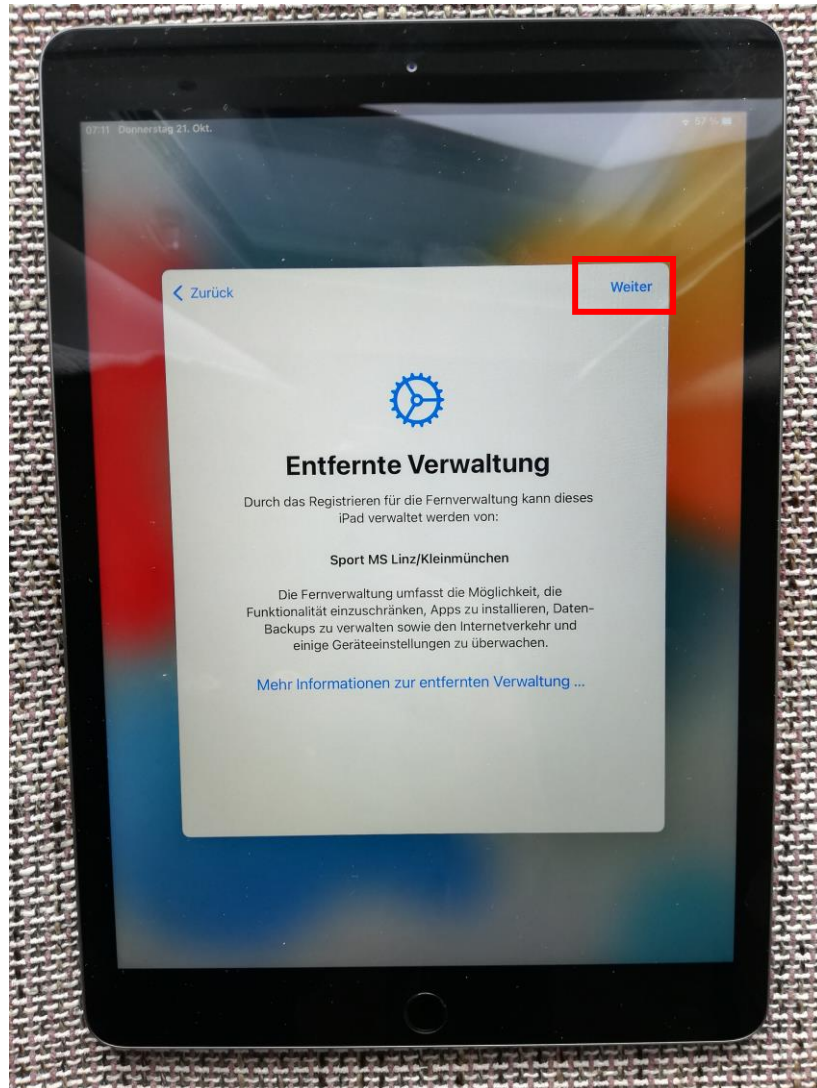 07:11 Donnerstag 21. Okt.
57 %
Zurück
Weiter
Entfernte Verwaltung
Durch das Registrieren für die Fernverwaltung kann dieses
iPad verwaltet werden von:
Sport MS Linz/Kleinmünchen
Die Fernverwaltung umfasst die Möglichkeit, die
Funktionalität einzuschränken, Apps zu installieren, Daten-
Backups zu verwalten sowie den Internetverkehr und
einige Geräteeinstellungen zu überwachen.
Mehr Informationen zur entfernten Verwaltung ...